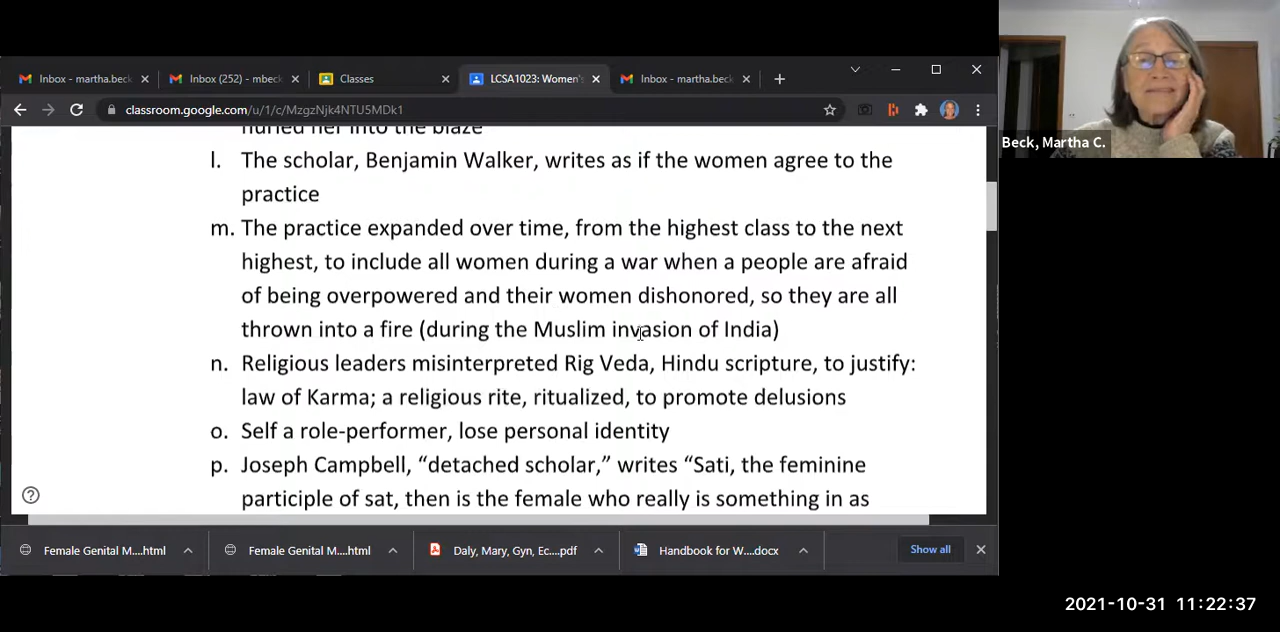 Inbox - martha.beck
Inbox (252) - mbeck
Classes
LCSA1023: Women's
Inbox - martha.beck
classroom.google.com/u/1/c/MzgzNjk4NTU5MDk1
Beck, Martha C.
hurled her into the blaze
l. The scholar, Benjamin Walker, writes as if the women agree to the
practice
m. The practice expanded over time, from the highest class to the next
highest, to include all women during a war when a people are afraid
of being overpowered and their women dishonored, so they are all
thrown into a fire (during the Muslim invasion of India)
n. Religious leaders misinterpreted Rig Veda, Hindu scripture, to justify:
law of Karma; a religious rite, ritualized, to promote delusions
o. Self a role-performer, lose personal identity
p. Joseph Campbell, “detached scholar,” writes “Sati, the feminine
participle of sat, then is the female who really is something in as
Female Genital M....html
Female Genital M....html
Daly, Mary, Gyn, Ec....pdf
Handbook for W....docx
Show all
2021-10-31 11:22:37